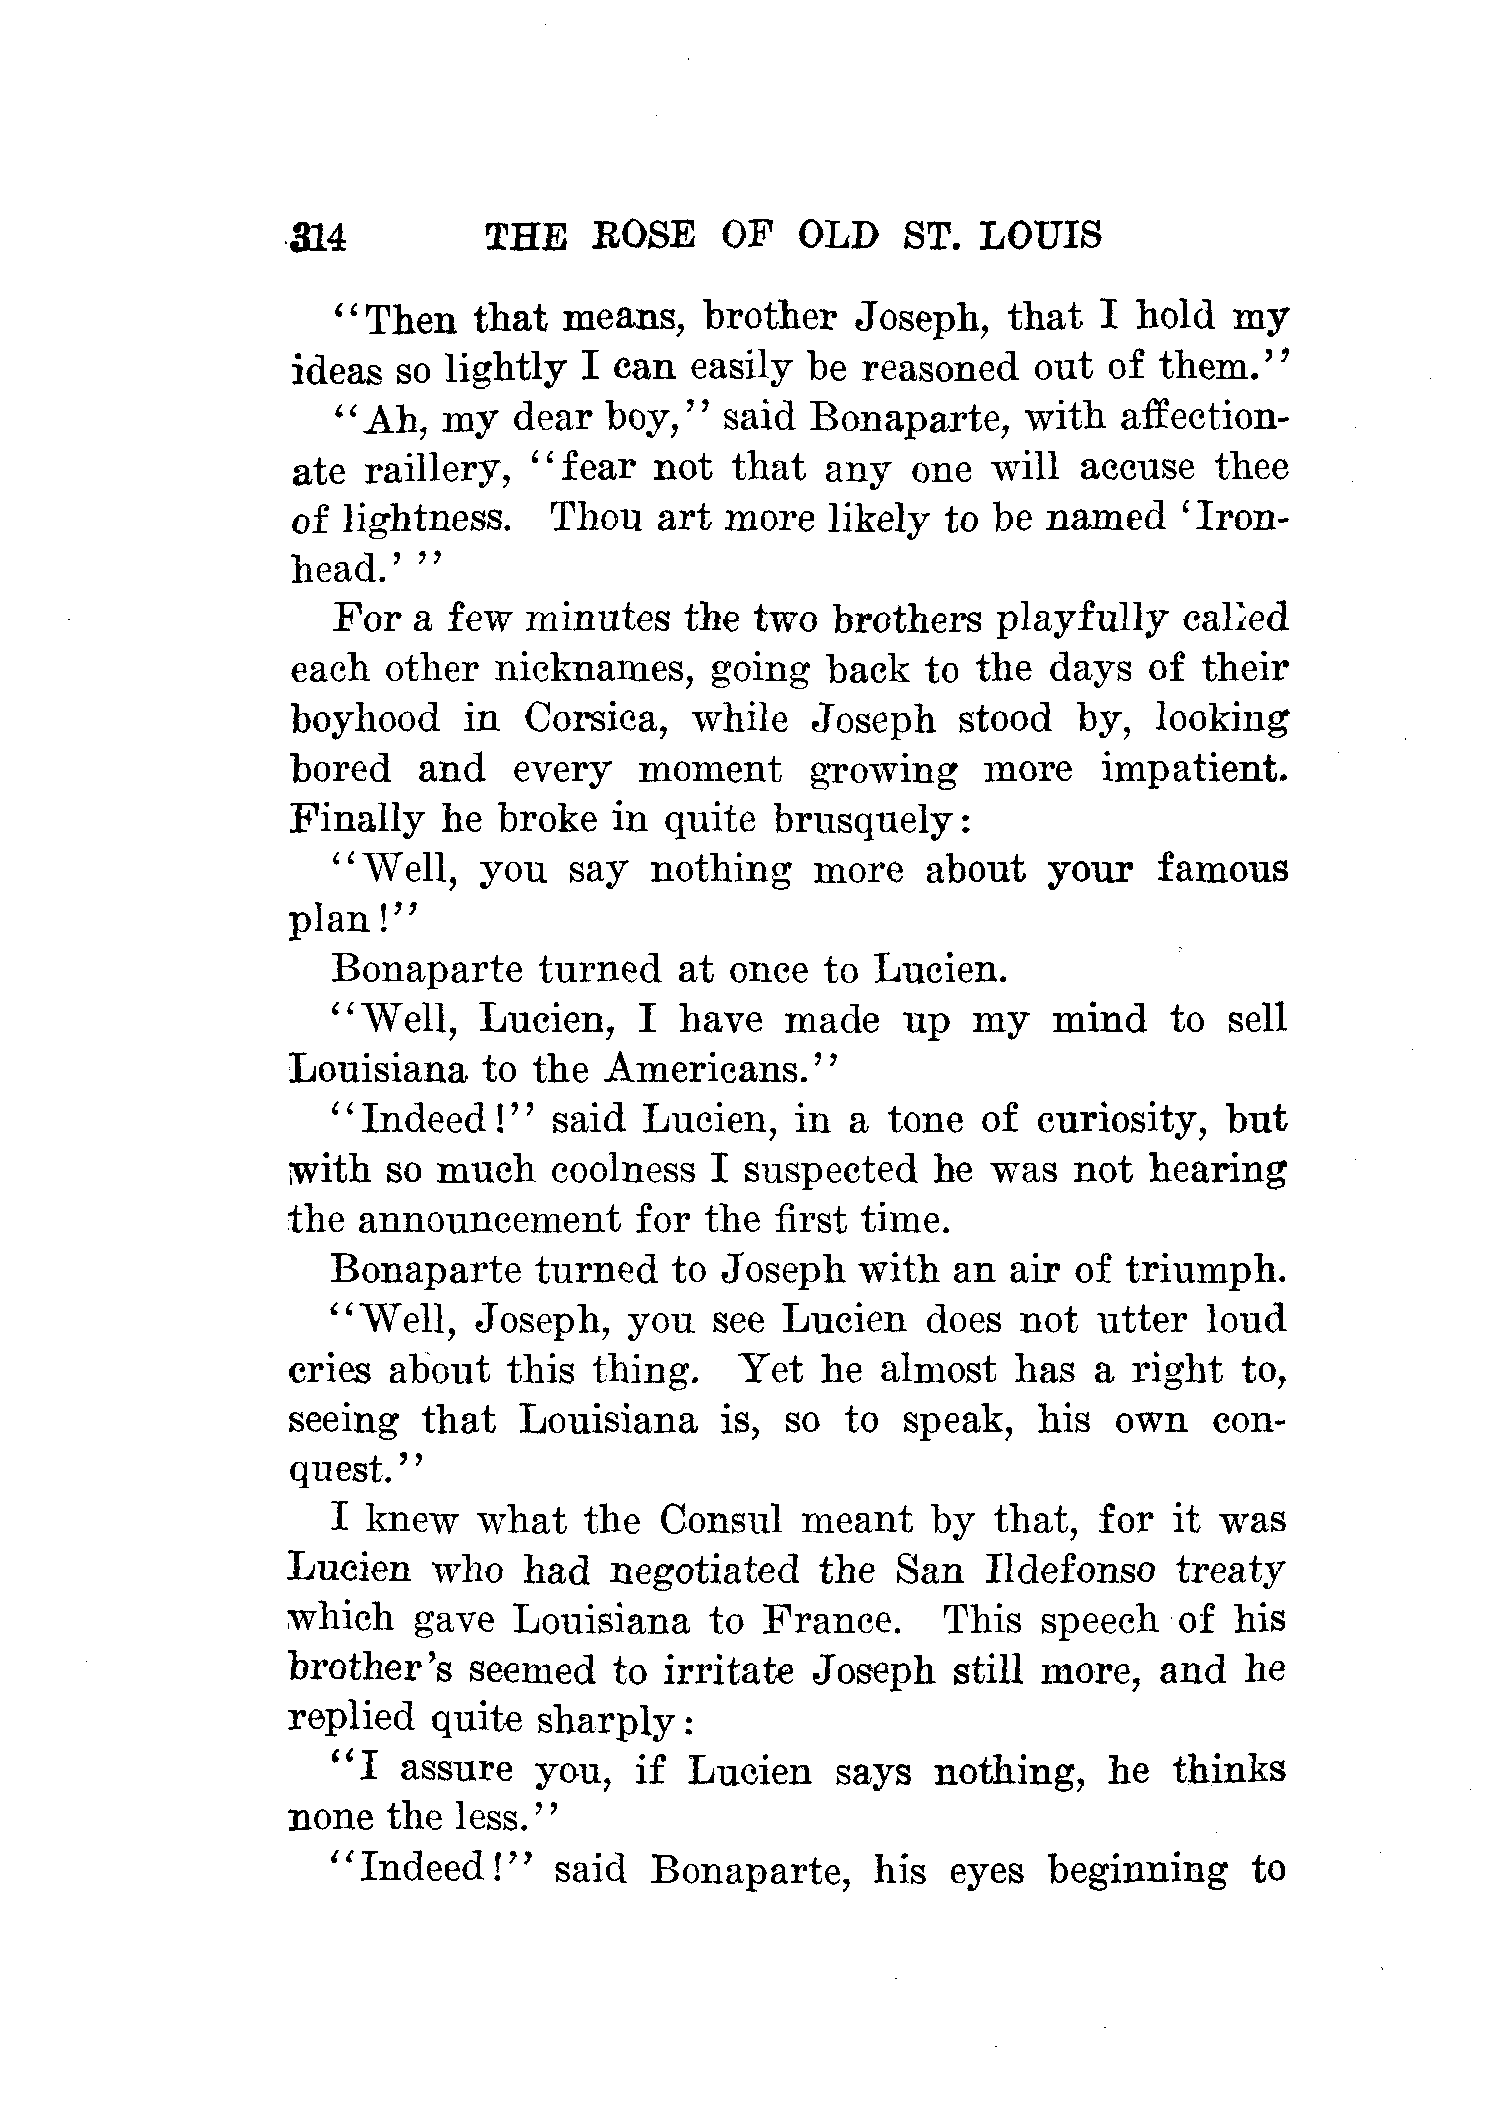 314 THE ROSE OF OLD ST. LOUIS
"Then that means, brother Joseph, that I hold my
ideas so lightly I can easily be reasoned out of them."
"Ah, my dear boy," said Bonaparte, with affection-
ate raillery, "fear not that any one will accuse thee
of lightness. Thou art more likely to be named 'Iron-
head.' "
For a few minutes the two brothers playfully called
each other nicknames, going back to the days of their
boyhood in Corsica, while Joseph stood by, looking
bored and every moment growing more impatient.
Finally he broke in quite brusquely:
"Well, you say nothing more about your famous
plan!"
Bonaparte turned at once to Lucien.
"Well, Lucien, I have made up my mind to sell
Louisiana to the Americans."
"Indeed!" said Lucien, in a tone of curiosity, but
with so much coolness I suspected he was not hearing
the announcement for the first time.
Bonaparte turned to Joseph with an air of triumph.
"Well, Joseph, you see Lucien does not utter loud
cries about this thing. Yet he almost has a right to,
seeing that Louisiana is, so to speak, his own con-
quest."
I knew what the Consul meant by that, for it was
Lucien who had negotiated the San Ildefonso treaty
which gave Louisiana to France. This speech of his
brother's seemed to irritate Joseph still more, and he
replied quite sharply:
"I assure you, if Lucien says nothing, he thinks
none the less."
"Indeed!" said Bonaparte, his eyes beginning to